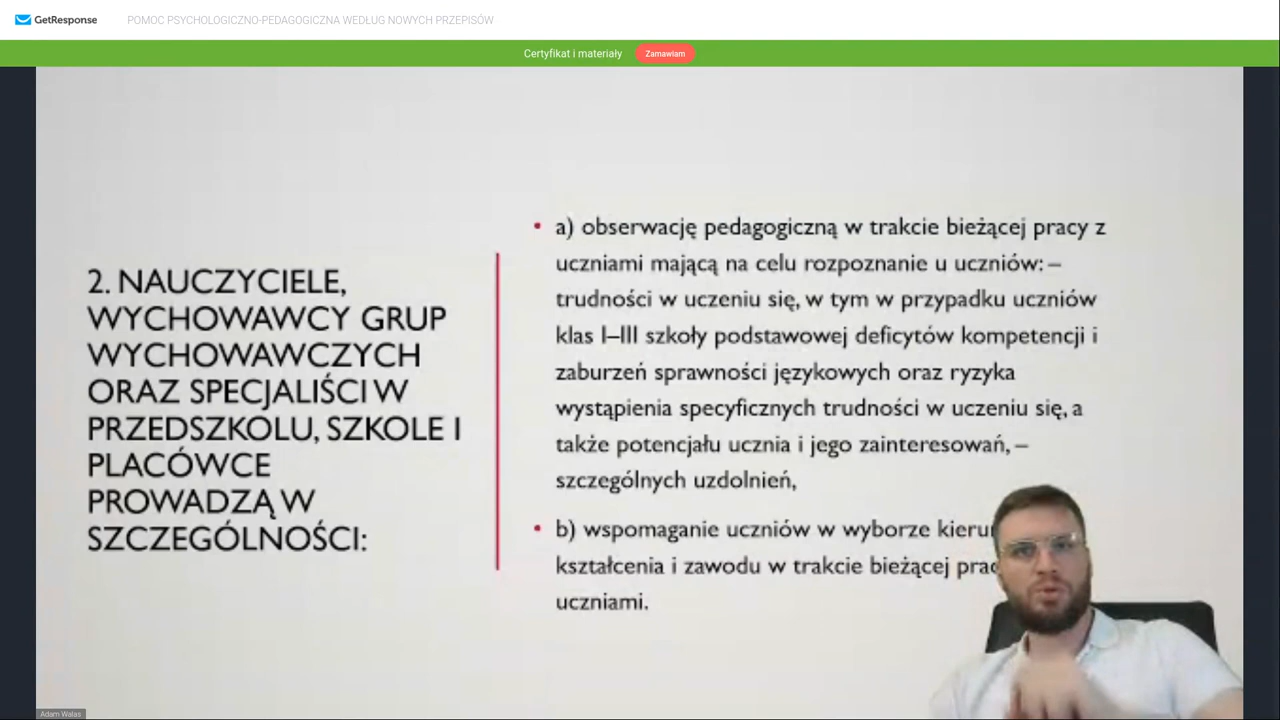 GetResponse
POMOC PSYCHOLOGICZNO-PEDAGOGICZNA WEDŁUG NOWYCH PRZEPISÓW
Certyfikat i materiały
Zamawiam
2. NAUCZYCIELE,
WYCHOWAWCY GRUP
WYCHOWAWCZYCH
ORAZ SPECJALIŚCI W
PRZEDSZKOLU, SZKOLE I
PLACÓWCE
PROWADZĄ W
SZCZEGÓLNOŚCI:
• a) obserwację pedagogiczną w trakcie bieżącej pracy z
uczniami mającą na celu rozpoznanie u uczniów: –
trudności w uczeniu się, w tym w przypadku uczniów
klas I–III szkoły podstawowej deficytów kompetencji i
zaburzeń sprawności językowych oraz ryzyka
wystąpienia specyficznych trudności w uczeniu się, a
także potencjału ucznia i jego zainteresowań, –
szczególnych uzdolnień,
• b) wspomaganie uczniów w wyborze
kształcenia i zawodu w trakcie bieżącej
uczniami.
Adam Walas